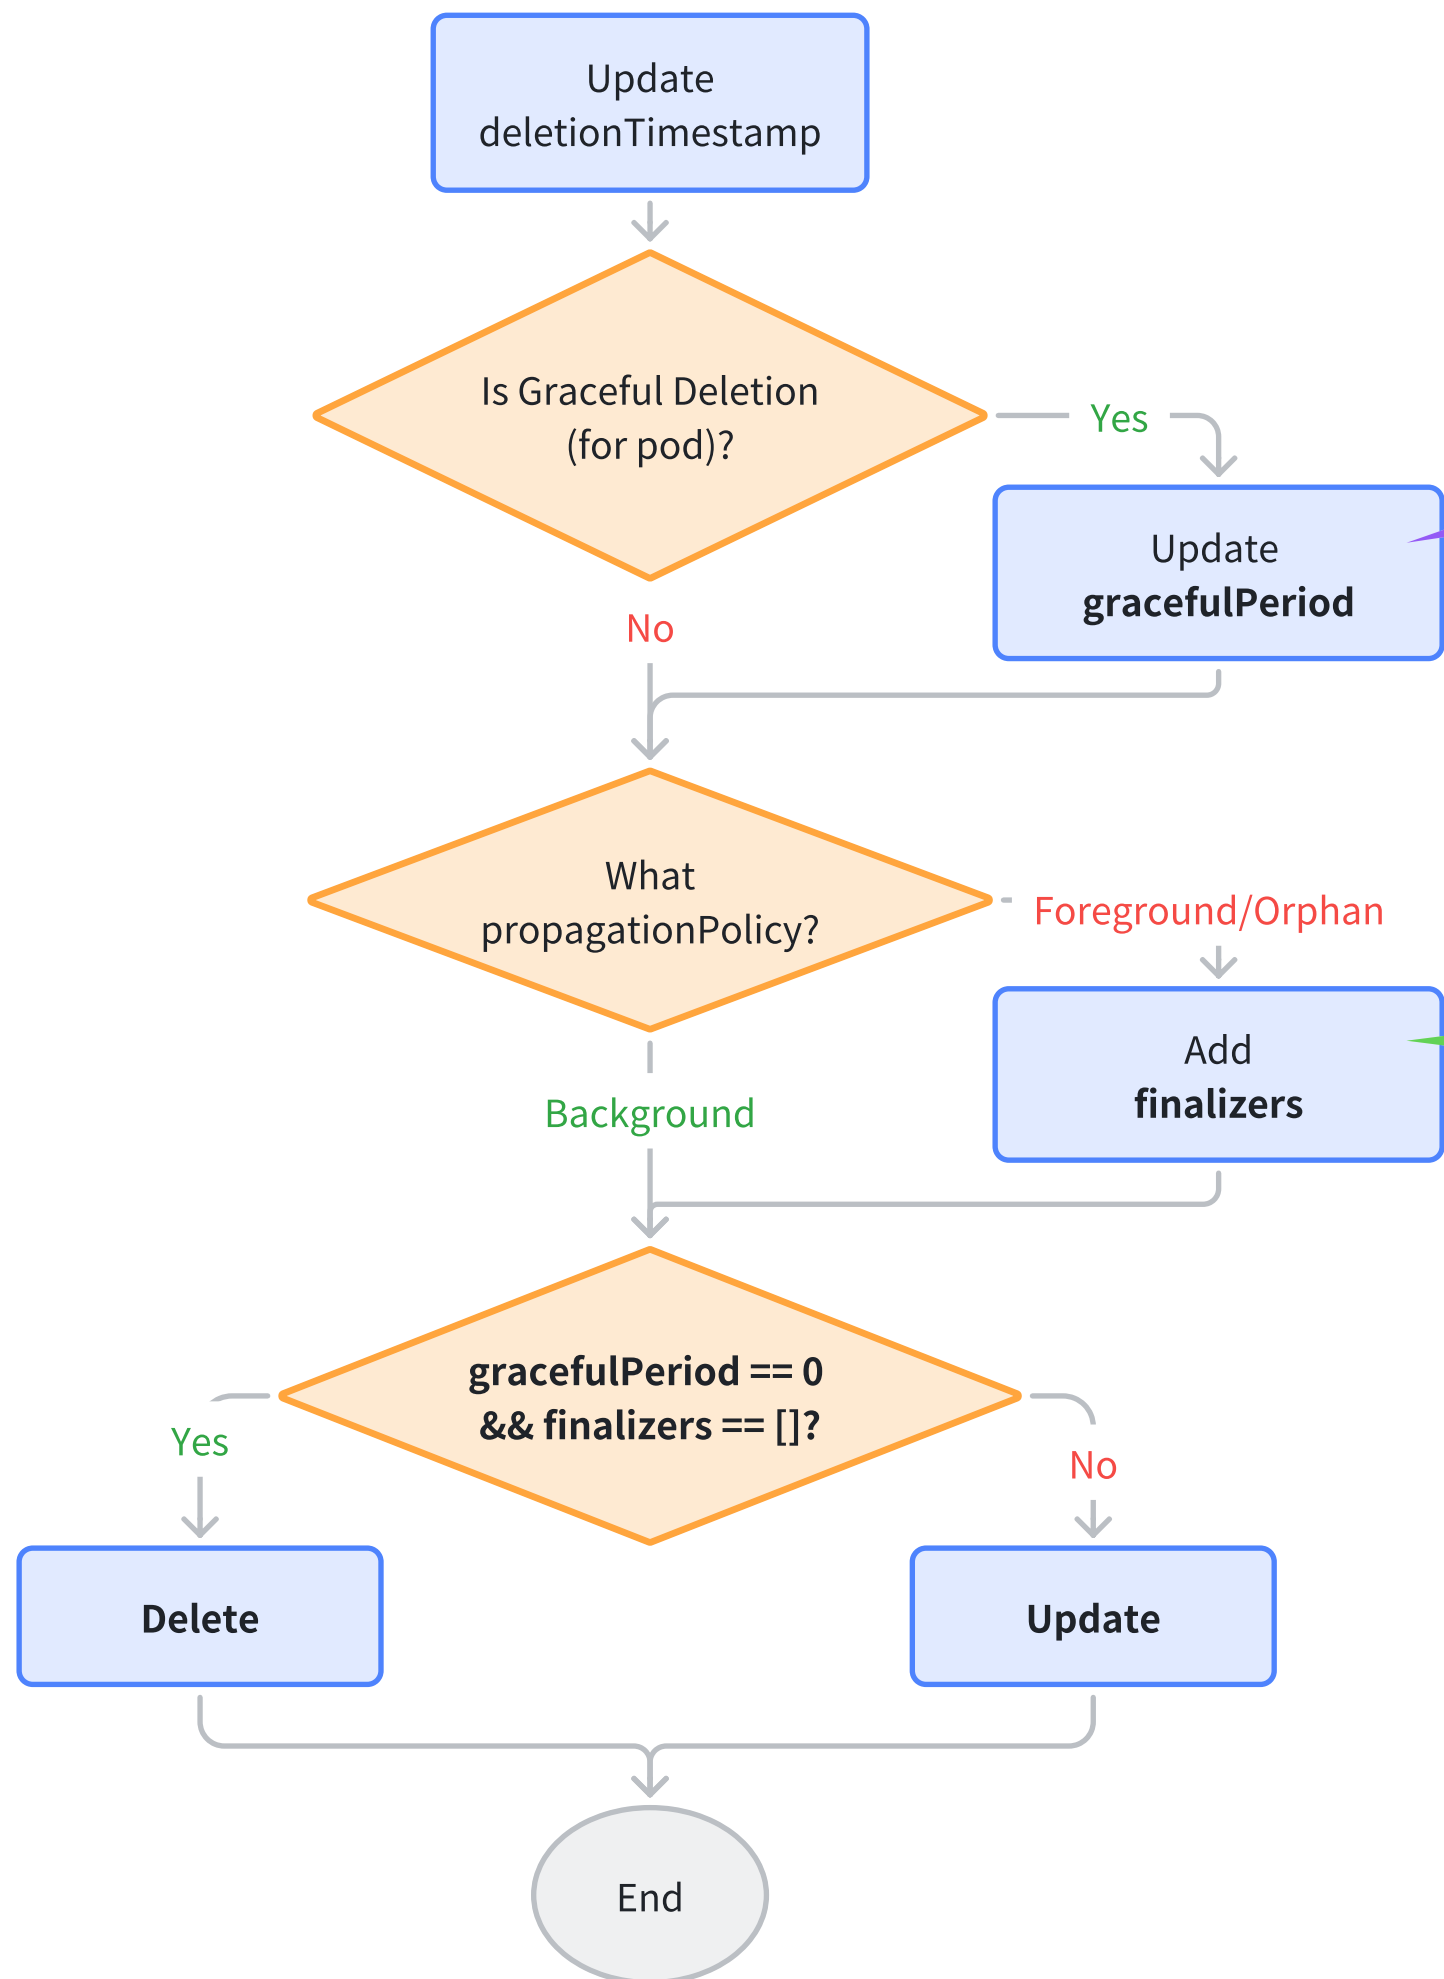 Update
deletionTimestamp
Is Graceful Deletion
(for pod)?
Yes
Update
gracefulPeriod
No
What
propagationPolicy?
Foreground/Orphan
Add
finalizers
Background
gracefulPeriod == 0
&& finalizers == []?
Yes
No
Delete
Update
End